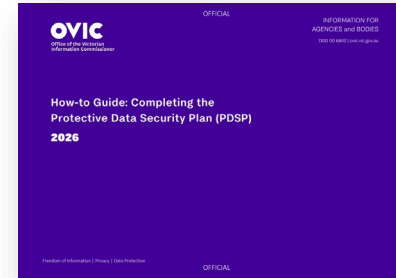 OFFICIAL
OVIC
Office of the Victorian
Information Commissioner
INFORMATION FOR
AGENCIES and BODIES
1300 00 6842 | ovic.vic.gov.au
How-to Guide: Completing the
Protective Data Security Plan (PDSP)
2026
Freedom of Information | Privacy | Data Protection
OFFICIAL